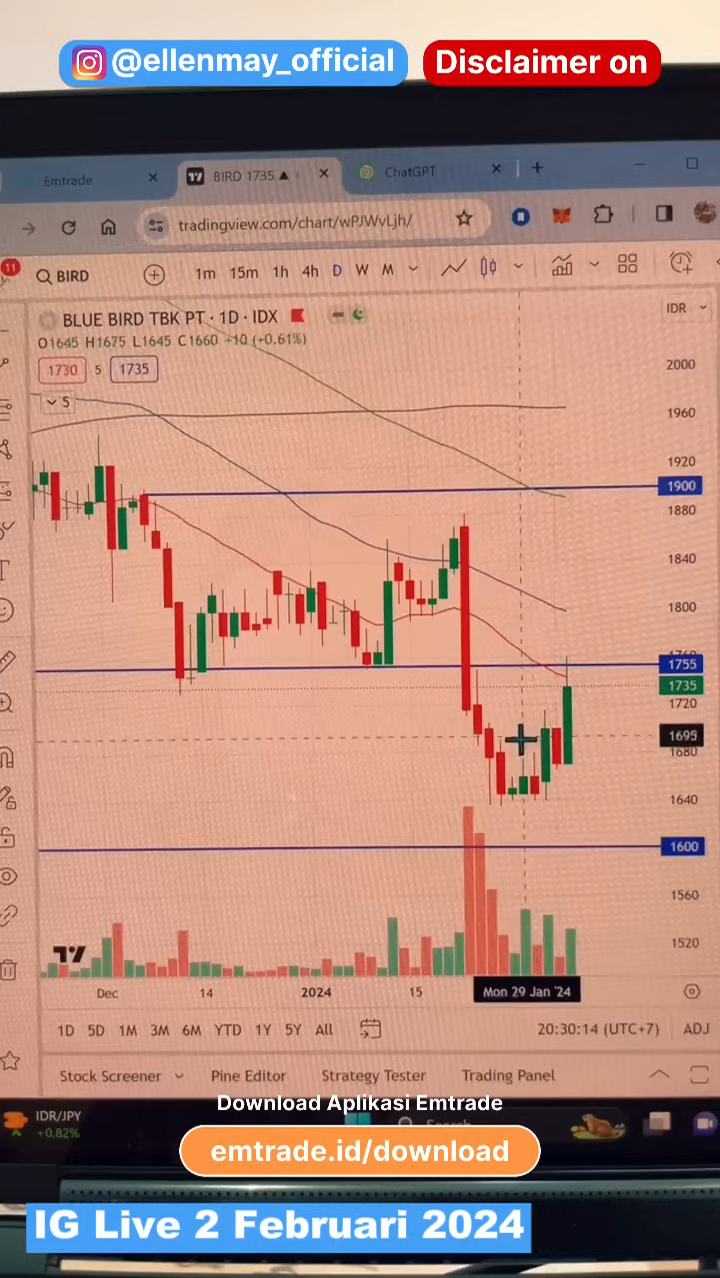 @ellenmay_official Disclaimer on
Emtrade BIRD 1735 ChatGPT
tradingview.com/chart/wPJWvLjh/
11
BIRD 1m 15m 1h 4h D W M
BLUE BIRD TBK PT · 1D · IDX
IDR
O1645 H1675 L1645 C1660 +10 (+0.61%)
1730 5 1735
5
2000
1960
1920
1900
1880
1840
1800
1760
1755
1735
1720
1695
1680
1640
1600
1560
1520
Dec 14 2024 15 Mon 29 Jan '24
1D 5D 1M 3M 6M YTD 1Y 5Y All 20:30:14 (UTC+7) ADJ
Stock Screener Pine Editor Strategy Tester Trading Panel
Download Aplikasi Emtrade
IDR/JPY
+0,82%
Search
emtrade.id/download
IG Live 2 Februari 2024